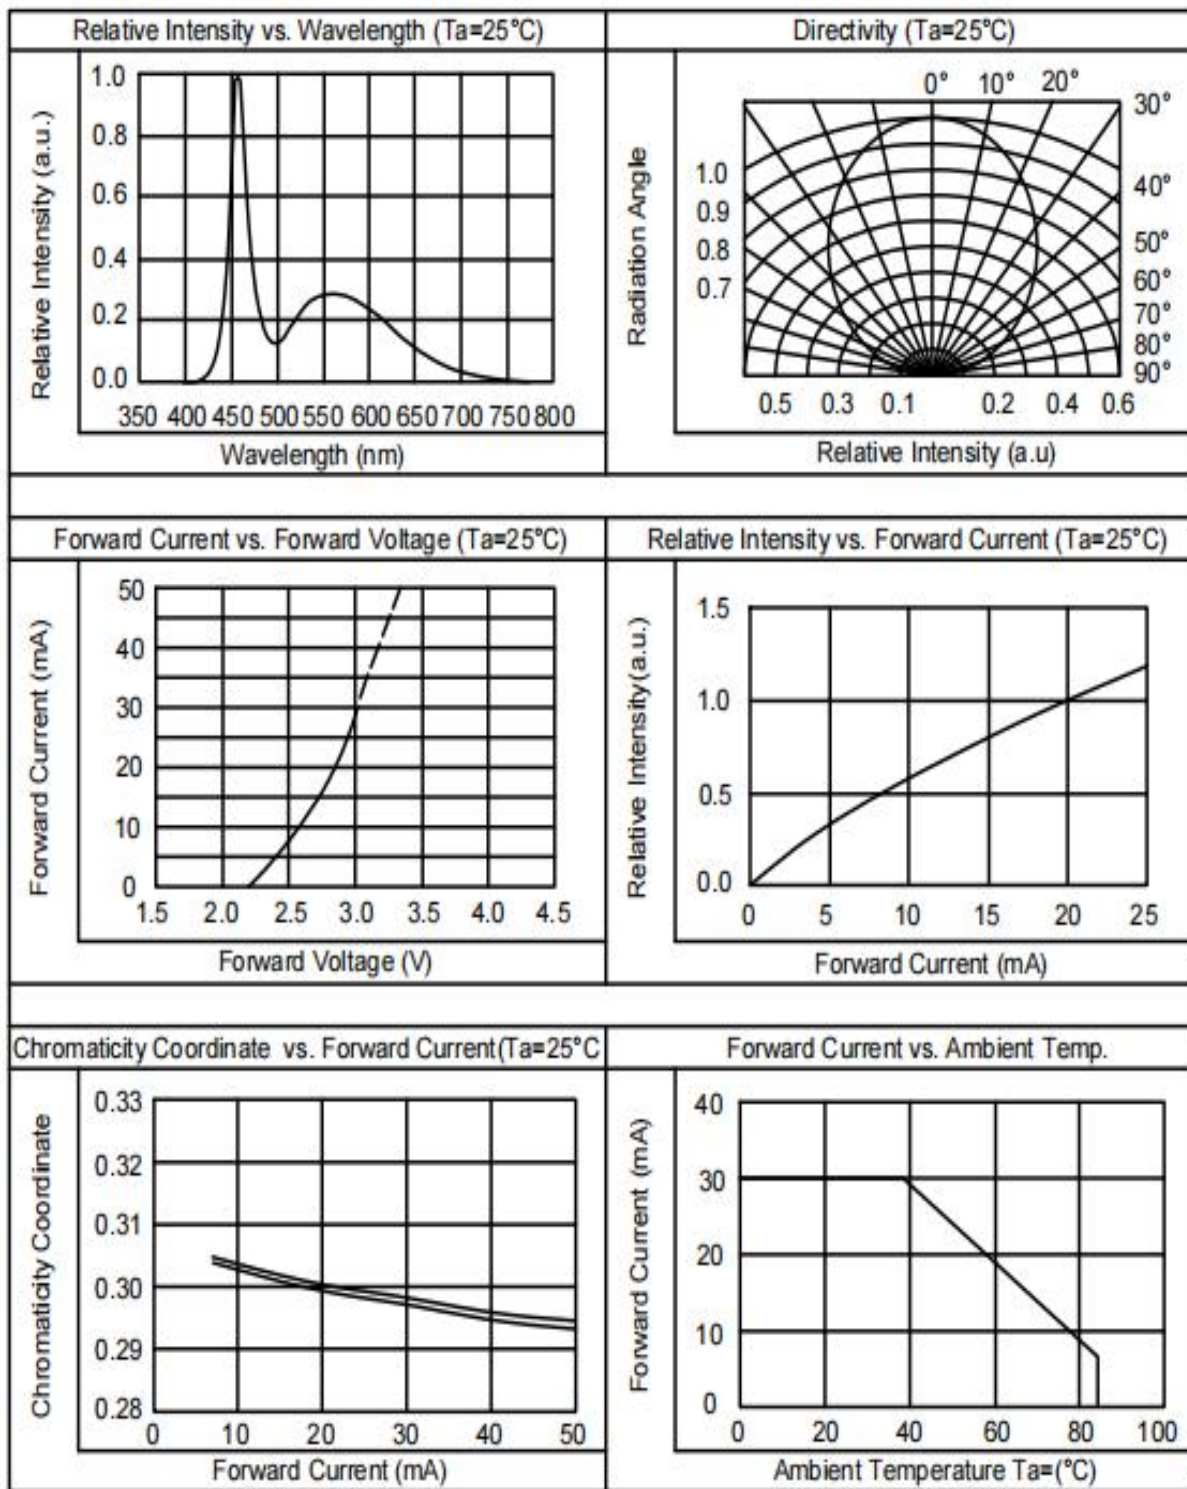 Relative Intensity vs. Wavelength (Ta=25°C)
Relative Intensity (a.u.)
1.0
0.8
0.6
0.4
0.2
0.0
350 400 450 500 550 600 650 700 800
Wavelength (nm)
Directivity (Ta=25°C)
Radiation Angle
0° 10° 20°
30°
40°
50°
60°
70°
80°
90°
1.0
0.9
0.8
0.7
0.5 0.3 0.1 0.2 0.4 0.6
Relative Intensity (a.u)
Forward Current vs. Forward Voltage (Ta=25°C)
Forward Current (mA)
50
40
30
20
10
0
1.5 2.0 2.5 3.0 3.5 4.0 4.5
Forward Voltage (V)
Relative Intensity vs. Forward Current (Ta=25°C)
Relative Intensity(a.u.)
1.5
1.0
0.5
0.0
0 5 10 15 20 25
Forward Current (mA)
Chromaticity Coordinate vs. Forward Current(Ta=25°C
Chromaticity Coordinate
0.33
0.32
0.31
0.30
0.29
0.28
0 10 20 30 40 50
Forward Current (mA)
Forward Current vs. Ambient Temp.
Forward Current (mA)
40
30
20
10
0
0 20 40 60 80 100
Ambient Temperature Ta=(°C)